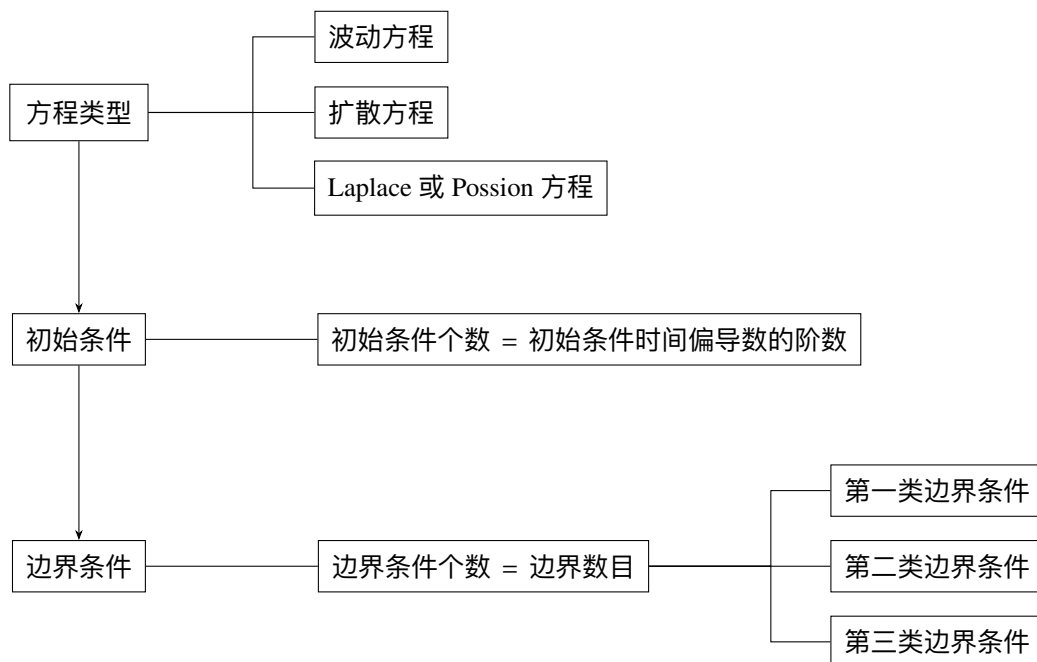 波动方程
方程类型
扩散方程
Laplace 或 Possion 方程
初始条件
初始条件个数 = 初始条件时间偏导数的阶数
第一类边界条件
边界条件
边界条件个数 = 边界数目
第二类边界条件
第三类边界条件